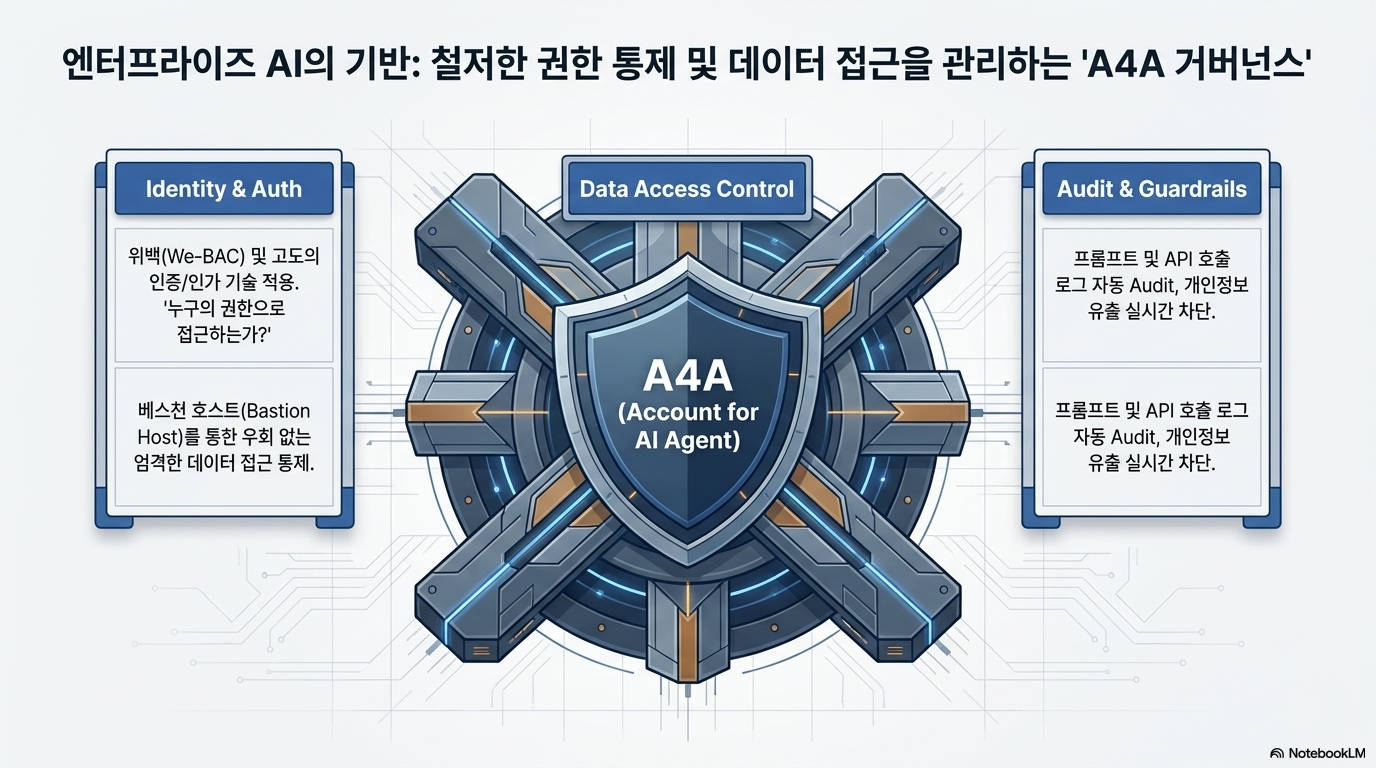 엔터프라이즈 AI의 기반: 철저한 권한 통제 및 데이터 접근을 관리하는 'A4A 거버넌스'
Identity & Auth
위백(We-BAC) 및 고도의
인증/인가 기술 적용.
'누구의 권한으로
접근하는가?'
베스천 호스트(Bastion
Host)를 통한 우회 없는
엄격한 데이터 접근 통제.
Data Access Control
A4A
(Account for
AI Agent)
Audit & Guardrails
프롬프트 및 API 호출
로그 자동 Audit, 개인정보
유출 실시간 차단.
프롬프트 및 API 호출 로그
자동 Audit, 개인정보
유출 실시간 차단.
NotebookLM